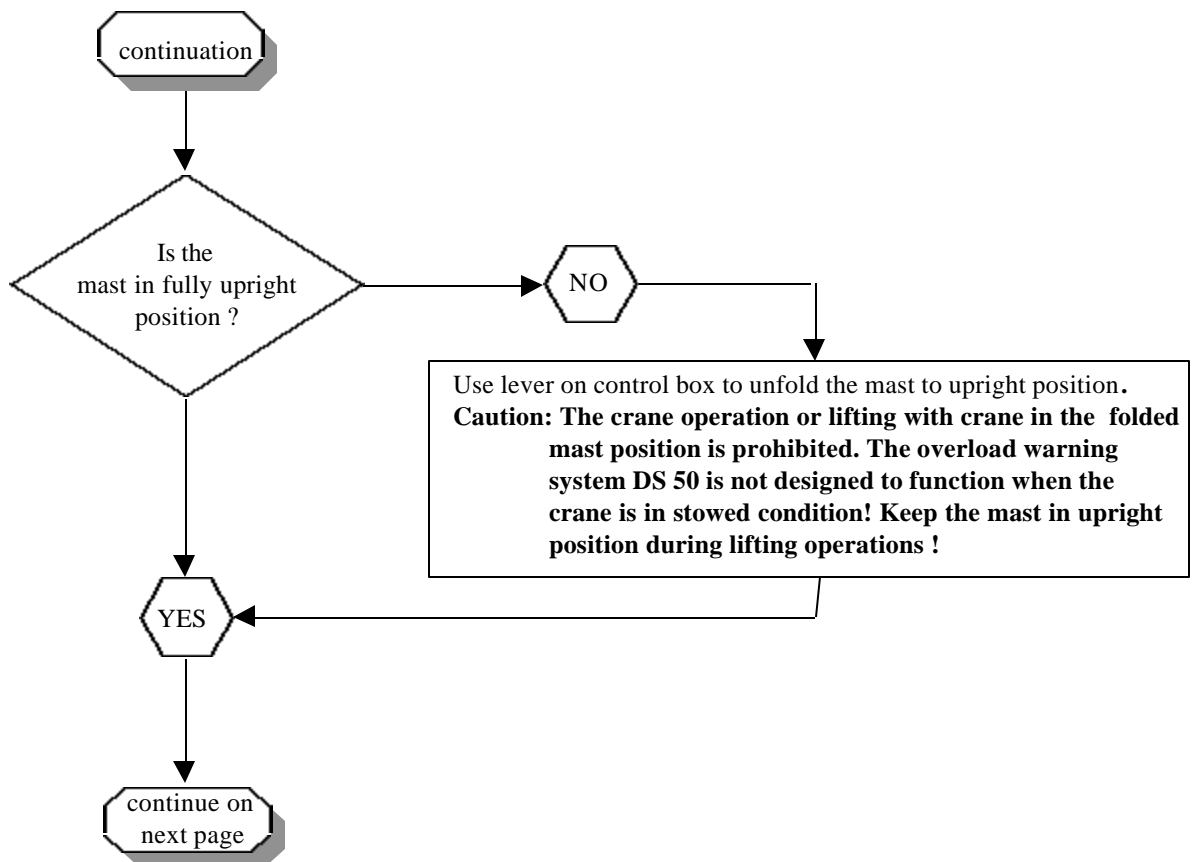 continuation
Is the
mast in fully upright
position ?
NO
Use lever on control box to unfold the mast to upright position.
Caution: The crane operation or lifting with crane in the folded
mast position is prohibited. The overload warning
system DS 50 is not designed to function when the
crane is in stowed condition! Keep the mast in upright
position during lifting operations !
YES
continue on
next page